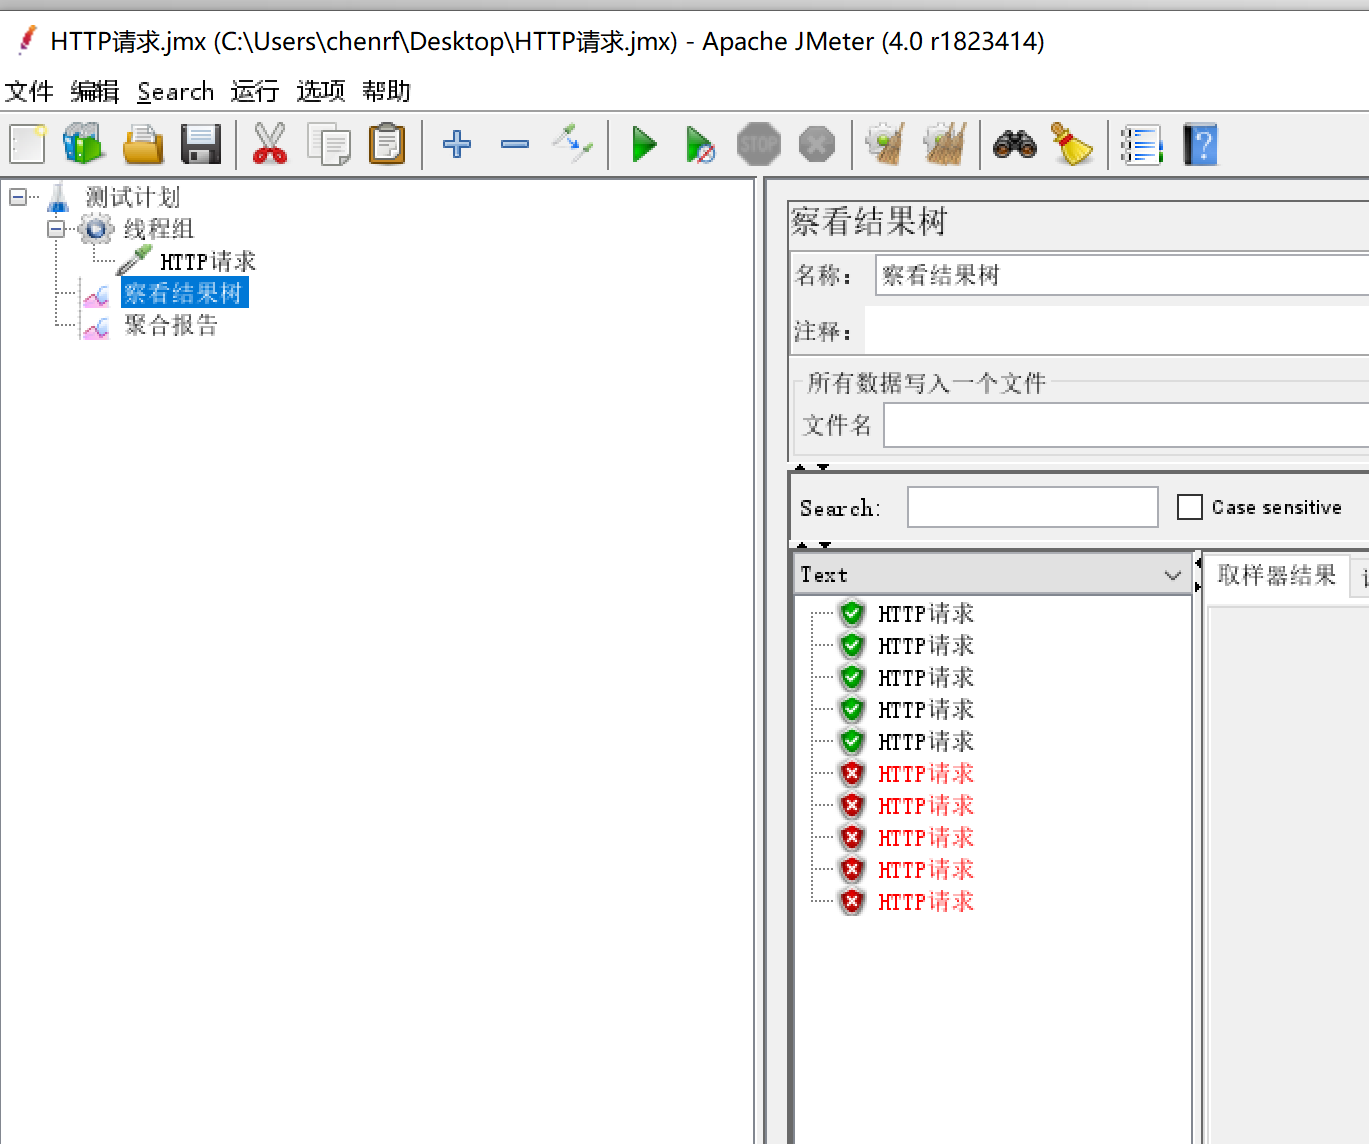 HTTP请求.jmx (C:\Users\chenrf\Desktop\HTTP请求.jmx) - Apache JMeter (4.0 r1823414)
文件 编辑 Search 运行 选项 帮助
STOP
测试计划
线程组
HTTP请求
察看结果树
聚合报告
察看结果树
名称： 察看结果树
注释：
所有数据写入一个文件
文件名
Search: Case sensitive
Text
取样器结果
HTTP请求
HTTP请求
HTTP请求
HTTP请求
HTTP请求
HTTP请求
HTTP请求
HTTP请求
HTTP请求
HTTP请求